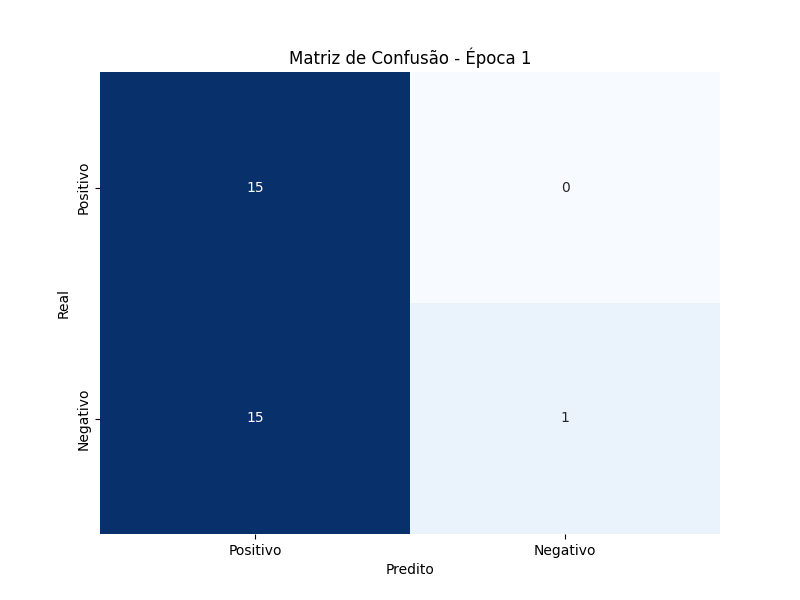 Matriz de Confusão - Época 1
Positivo
15
0
Real
Negativo
15
1
Positivo
Negativo
Predito